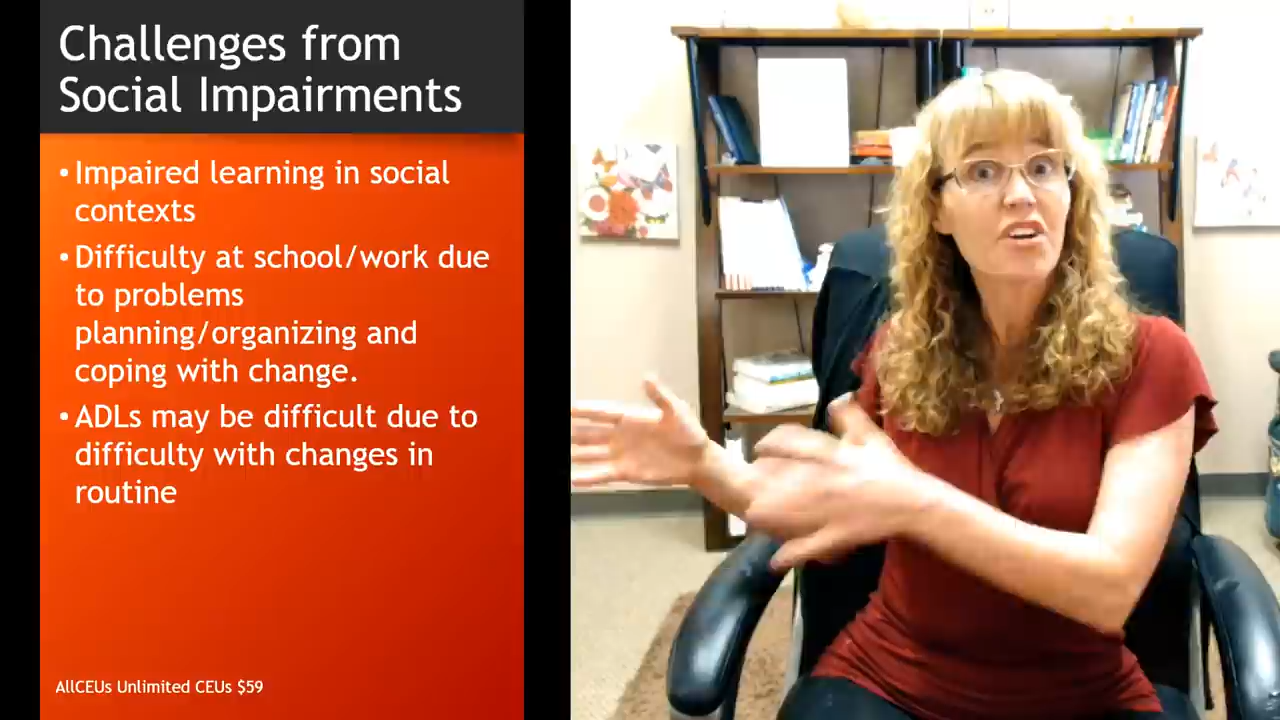 Challenges from
Social Impairments
• Impaired learning in social
contexts
• Difficulty at school/work due
to problems
planning/organizing and
coping with change.
• ADLs may be difficult due to
difficulty with changes in
routine
AllCEUs Unlimited CEUs $59